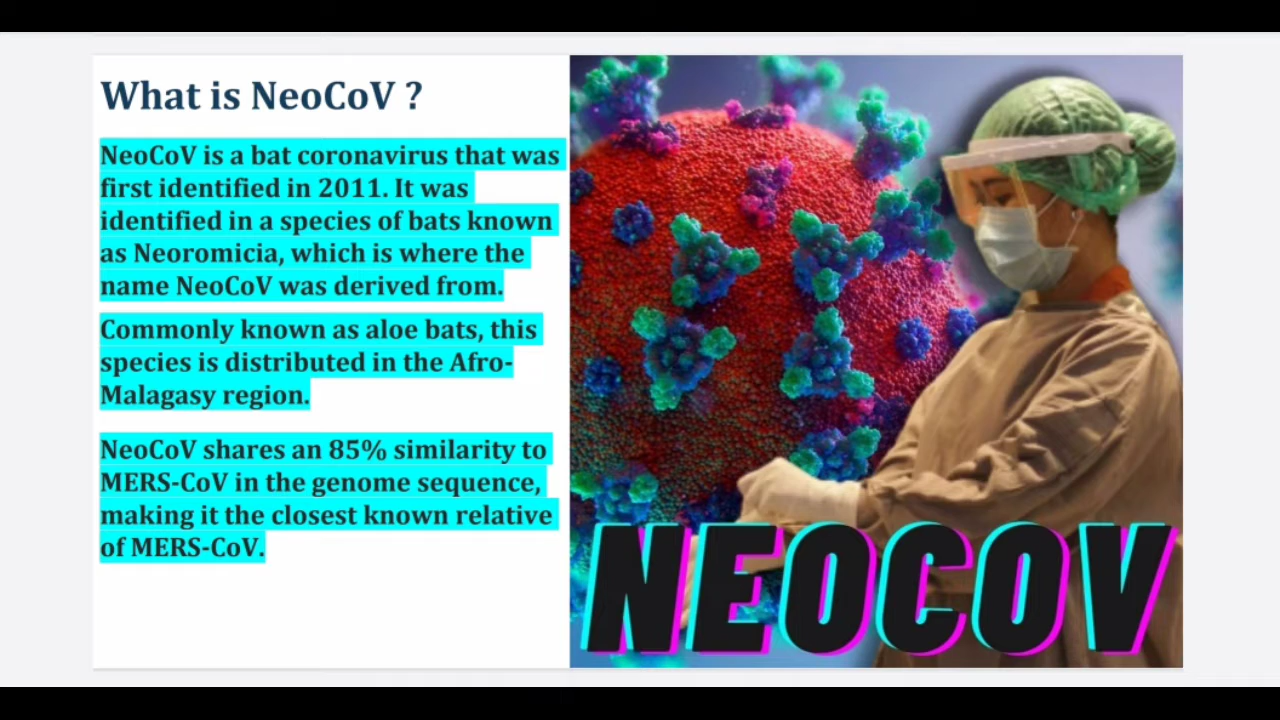 What is NeoCoV ?
NeoCoV is a bat coronavirus that was
first identified in 2011. It was
identified in a species of bats known
as Neoromicia, which is where the
name NeoCoV was derived from.
Commonly known as aloe bats, this
species is distributed in the Afro-
Malagasy region.
NeoCoV shares an 85% similarity to
MERS-CoV in the genome sequence,
making it the closest known relative
of MERS-CoV.
NEOCOV